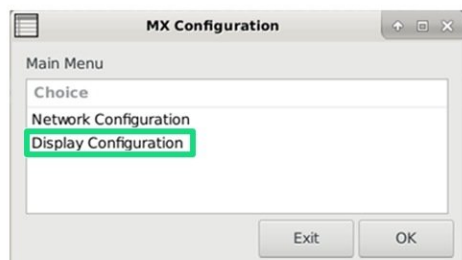 MX Configuration
Main Menu
Choice
Network Configuration
Display Configuration
Exit OK